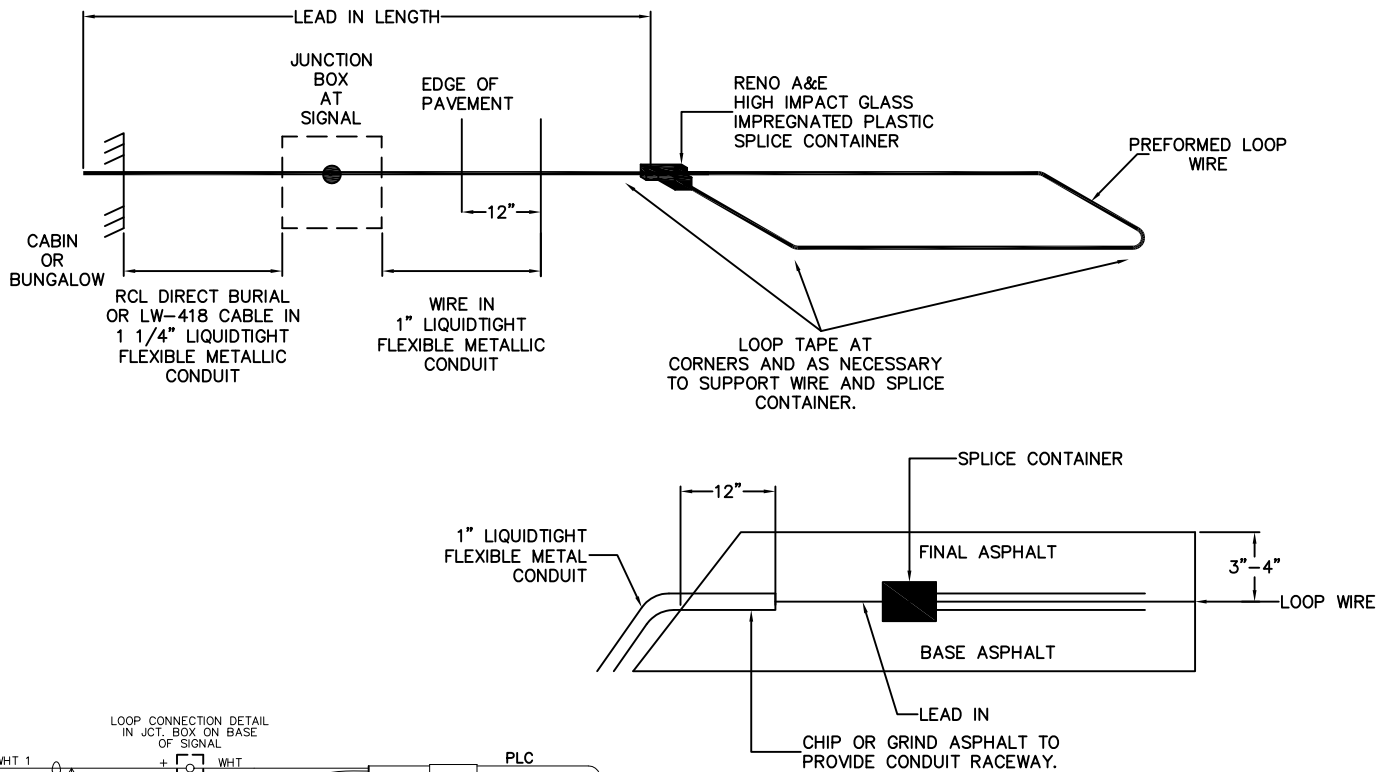 LEAD IN LENGTH
JUNCTION
BOX
AT
SIGNAL
EDGE OF
PAVEMENT
RENO A&E
HIGH IMPACT GLASS
IMPREGNATED PLASTIC
SPLICE CONTAINER
PREFORMED LOOP
WIRE
12"
CABIN
OR
BUNGALOW
RCL DIRECT BURIAL
OR LW-418 CABLE IN
1 1/4" LIQUIDTIGHT
FLEXIBLE METALLIC
CONDUIT
WIRE IN
1" LIQUIDTIGHT
FLEXIBLE METALLIC
CONDUIT
LOOP TAPE AT
CORNERS AND AS NECESSARY
TO SUPPORT WIRE AND SPLICE
CONTAINER.
SPLICE CONTAINER
12"
1" LIQUIDTIGHT
FLEXIBLE METAL
CONDUIT
FINAL ASPHALT
3"-4"
LOOP WIRE
BASE ASPHALT
LEAD IN
CHIP OR GRIND ASPHALT TO
PROVIDE CONDUIT RACEWAY.
LOOP CONNECTION DETAIL
IN JCT. BOX ON BASE
OF SIGNAL
WHT 1
+
WHT
PLC